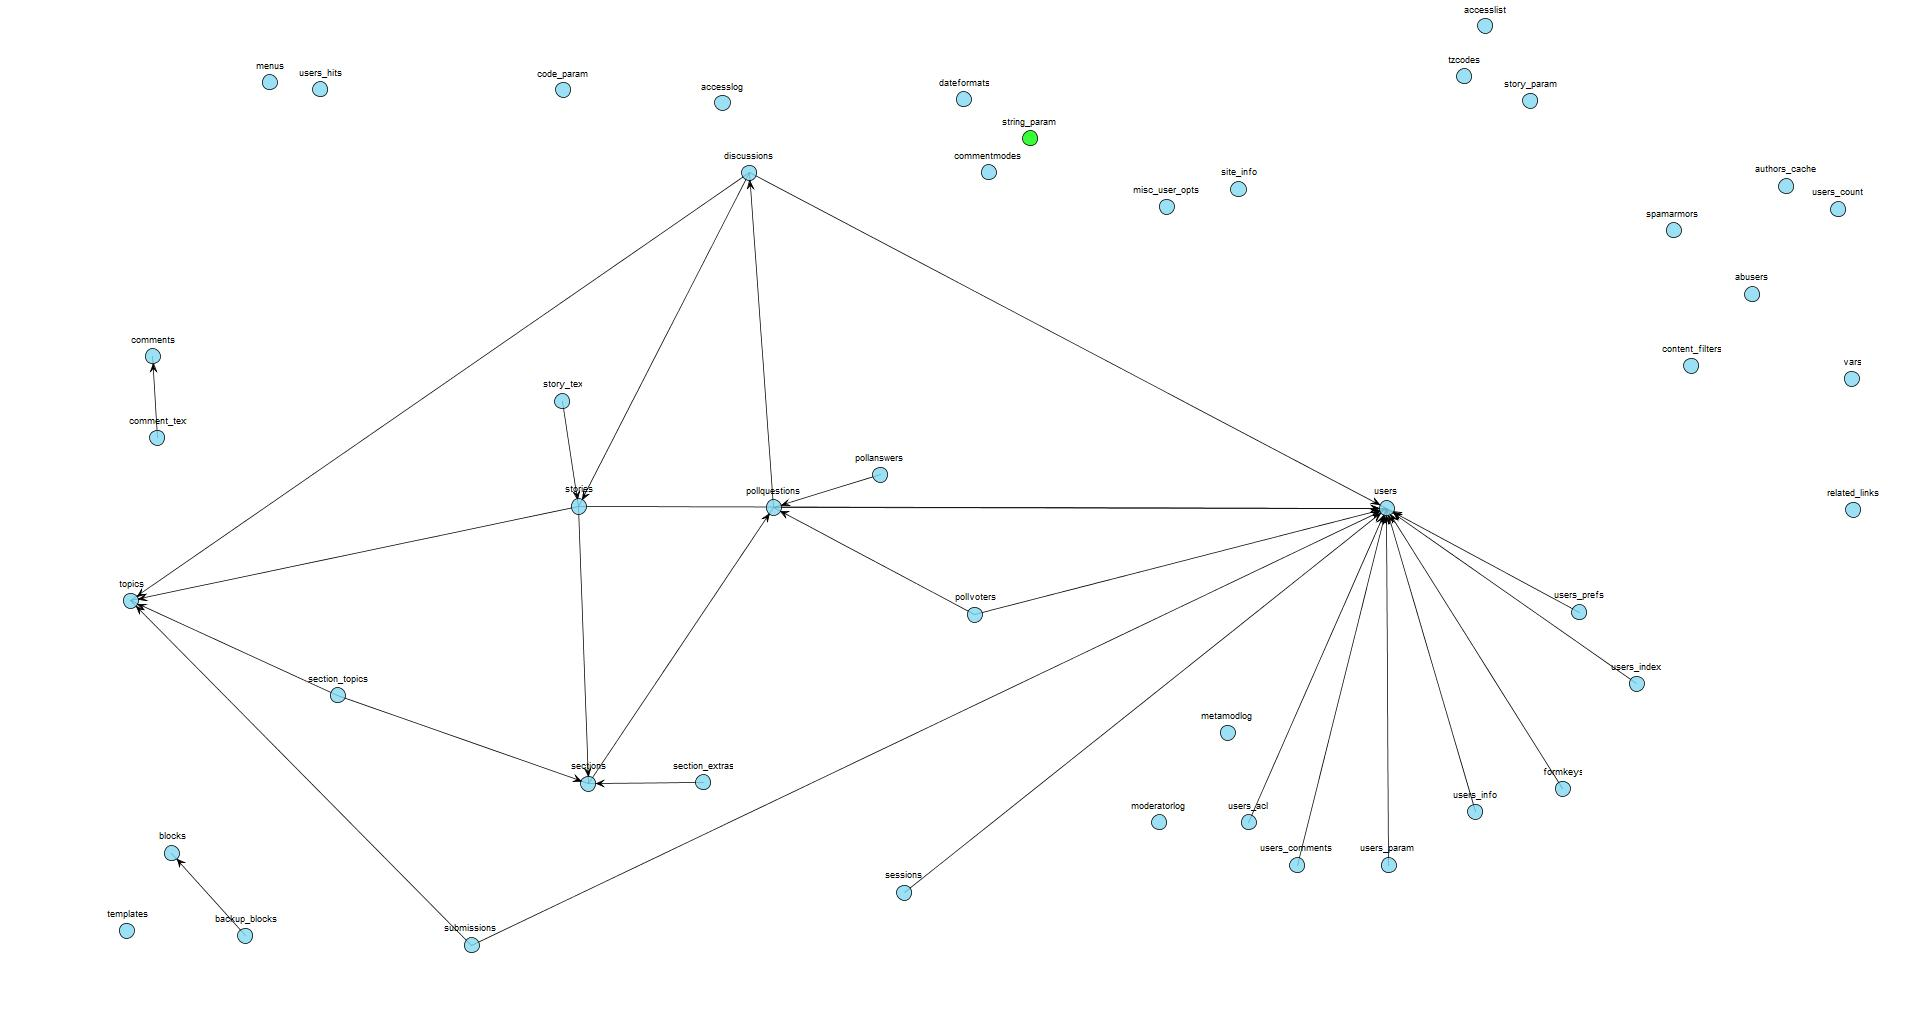 accesslist
tzcodes
menus
users_hits
code_param
accesslog
dateformats
story_param
string_param
discussions
commentmodes
site_info
misc_user_opts
authors_cache
users_count
spamarmors
abusers
comments
content_filters
vars
story_tex
comment_tex
pollanswers
stories
pollquestions
users
related_links
topics
pollvoters
users_prefs
section_topics
users_index
metamodlog
sections
section_extras
formkeys
users_info
moderatorlog
users_acl
blocks
users_comments
users_param
sessions
templates
backup_blocks
submissions